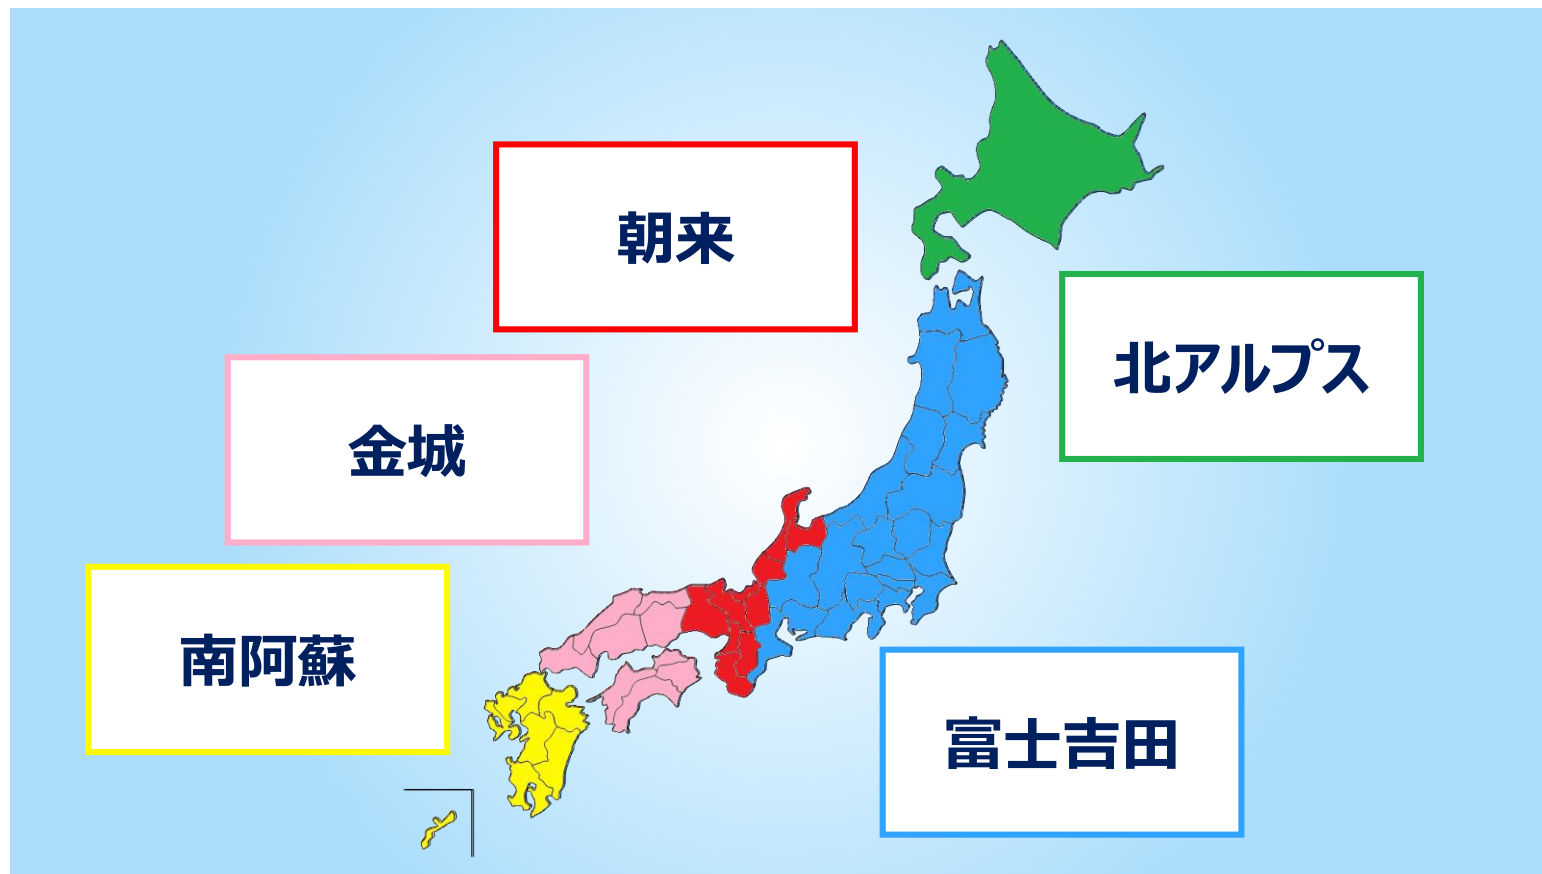 朝来
北アルプス
金城
南阿蘇
富士吉田